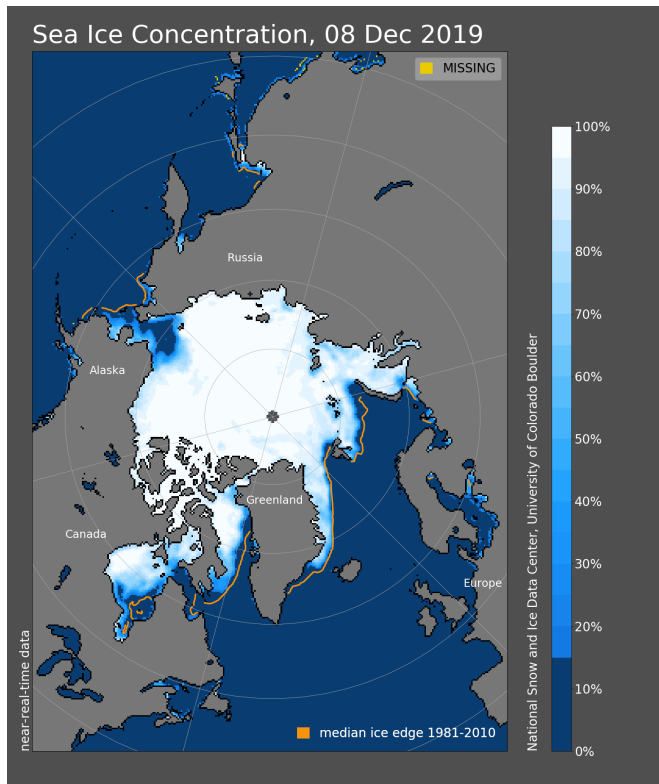 Sea Ice Concentration, 08 Dec 2019
MISSING
100%
90%
80%
70%
60%
50%
40%
30%
20%
10%
0%
Russia
Alaska
Greenland
Canada
Europe
National Snow and Ice Data Center, University of Colorado Boulder
near-real-time data
median ice edge 1981-2010